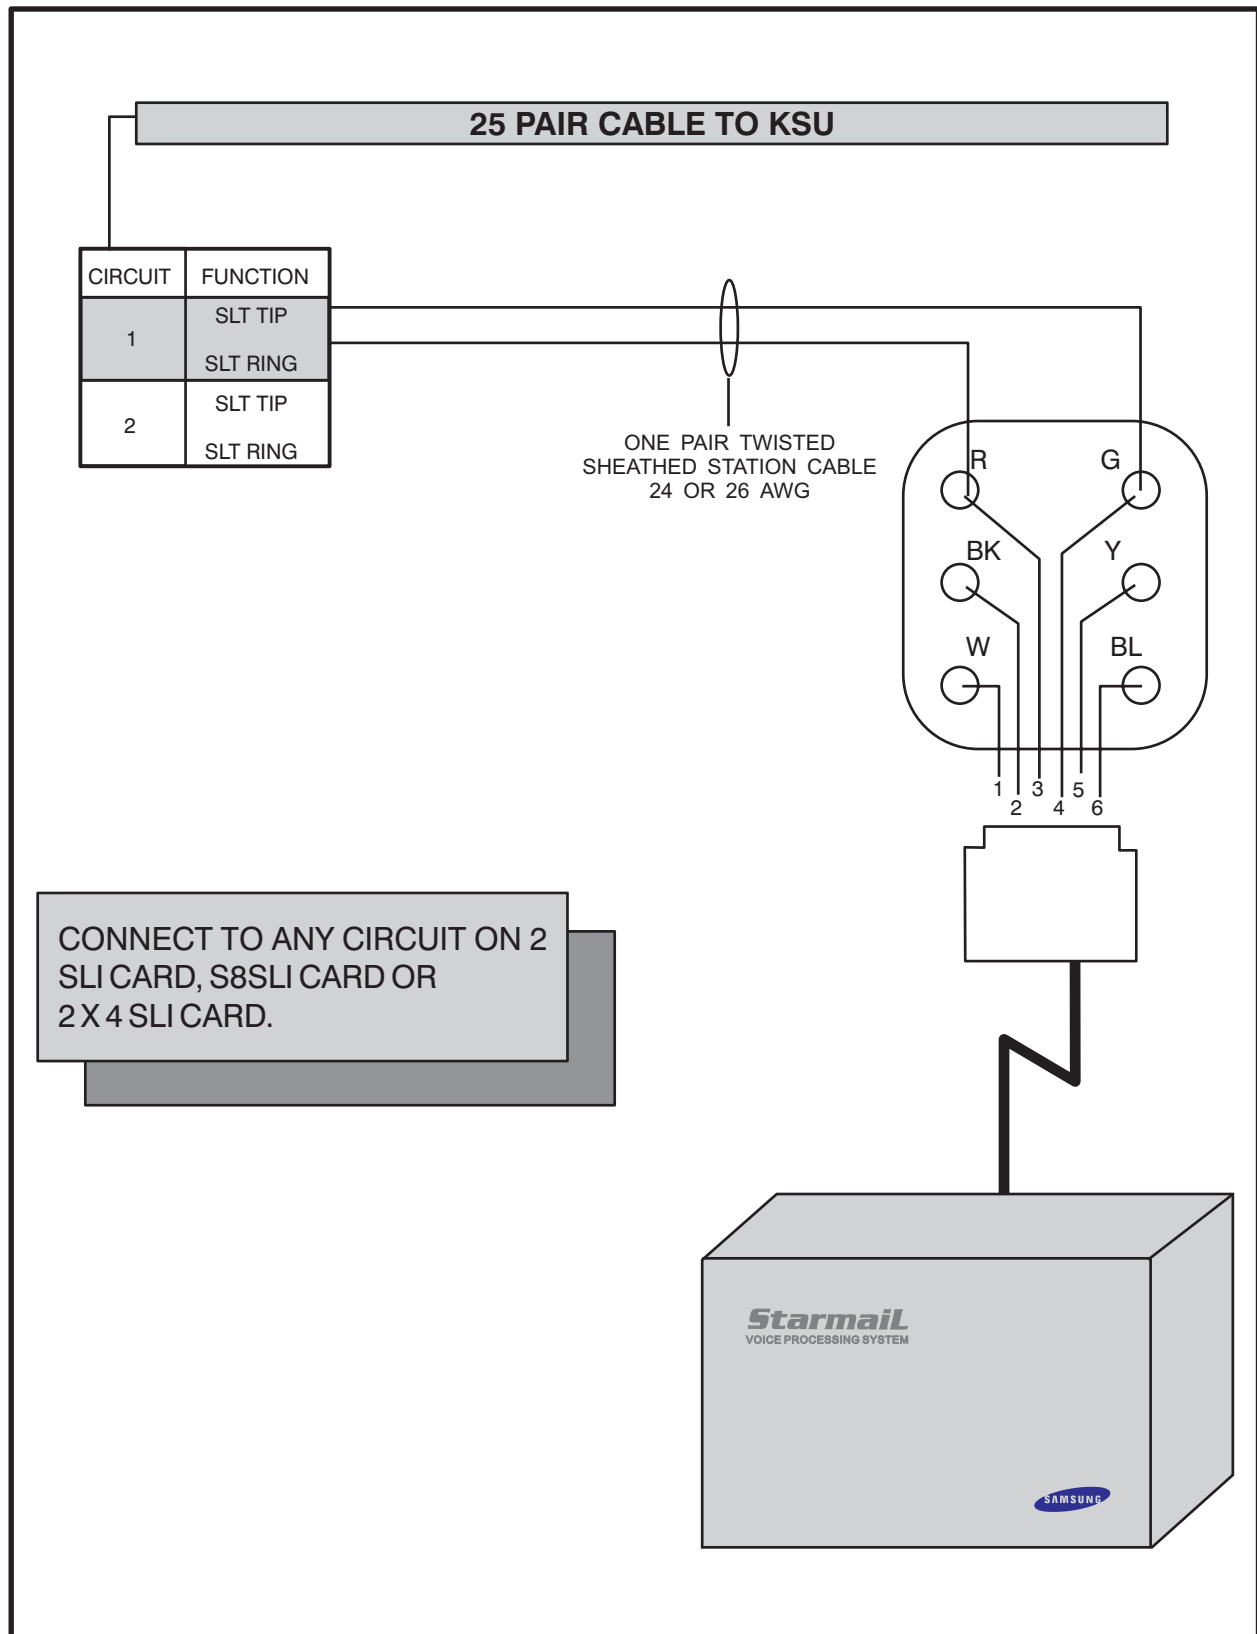 25 PAIR CABLE TO KSU
CIRCUIT FUNCTION
1
SLT TIP
SLT RING
2
SLT TIP
SLT RING
ONE PAIR TWISTED
SHEATHED STATION CABLE
24 OR 26 AWG
R G
BK Y
W BL
1 2 3 4 5 6
CONNECT TO ANY CIRCUIT ON 2
SLI CARD, S8SLI CARD OR
2 X 4 SLI CARD.
StarmaiL
VOICE PROCESSING SYSTEM
SAMSUNG